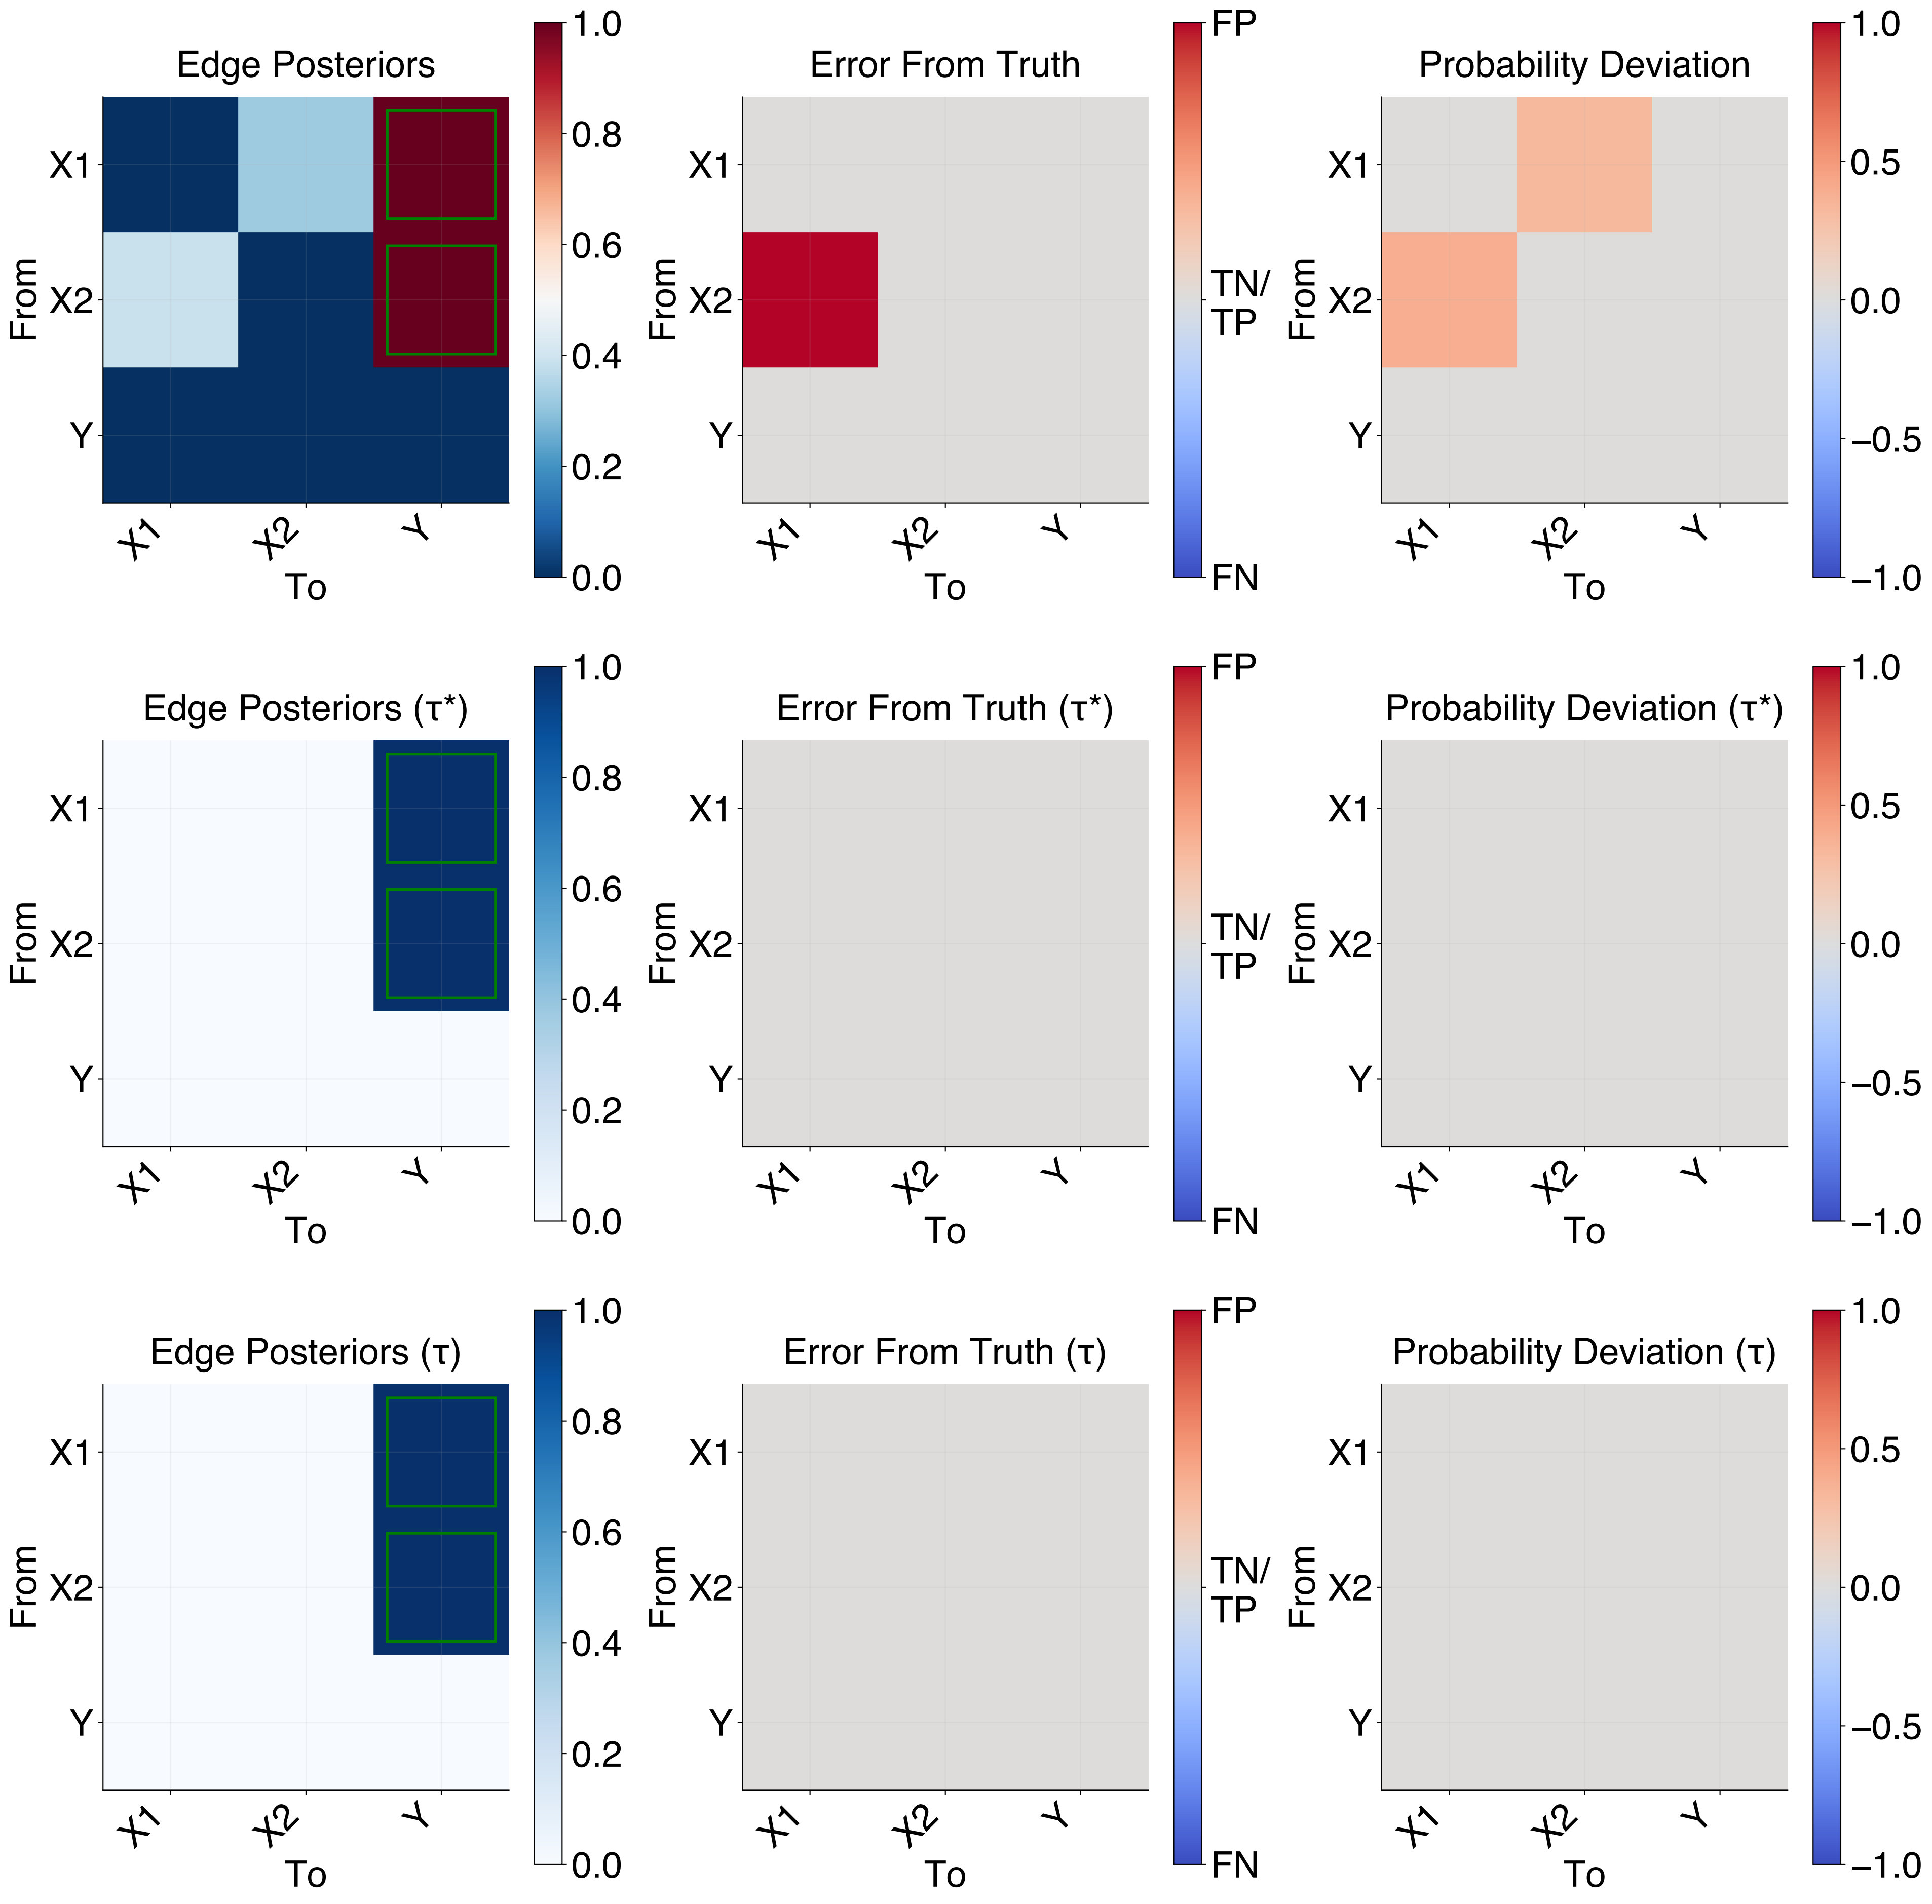 Edge Posteriors
From
X1
X2
Y
X1
X2
Y
To
1.0
0.8
0.6
0.4
0.2
0.0
Error From Truth
From
X1
X2
Y
X1
X2
Y
To
FP
TN/
TP
FN
Probability Deviation
From
X1
X2
Y
X1
X2
Y
To
1.0
0.5
0.0
−0.5
−1.0
Edge Posteriors (τ*)
From
X1
X2
Y
X1
X2
Y
To
1.0
0.8
0.6
0.4
0.2
0.0
Error From Truth (τ*)
From
X1
X2
Y
X1
X2
Y
To
FP
TN/
TP
FN
Probability Deviation (τ*)
From
X1
X2
Y
X1
X2
Y
To
1.0
0.5
0.0
−0.5
−1.0
Edge Posteriors (τ)
From
X1
X2
Y
X1
X2
Y
To
1.0
0.8
0.6
0.4
0.2
0.0
Error From Truth (τ)
From
X1
X2
Y
X1
X2
Y
To
FP
TN/
TP
FN
Probability Deviation (τ)
From
X1
X2
Y
X1
X2
Y
To
1.0
0.5
0.0
−0.5
−1.0